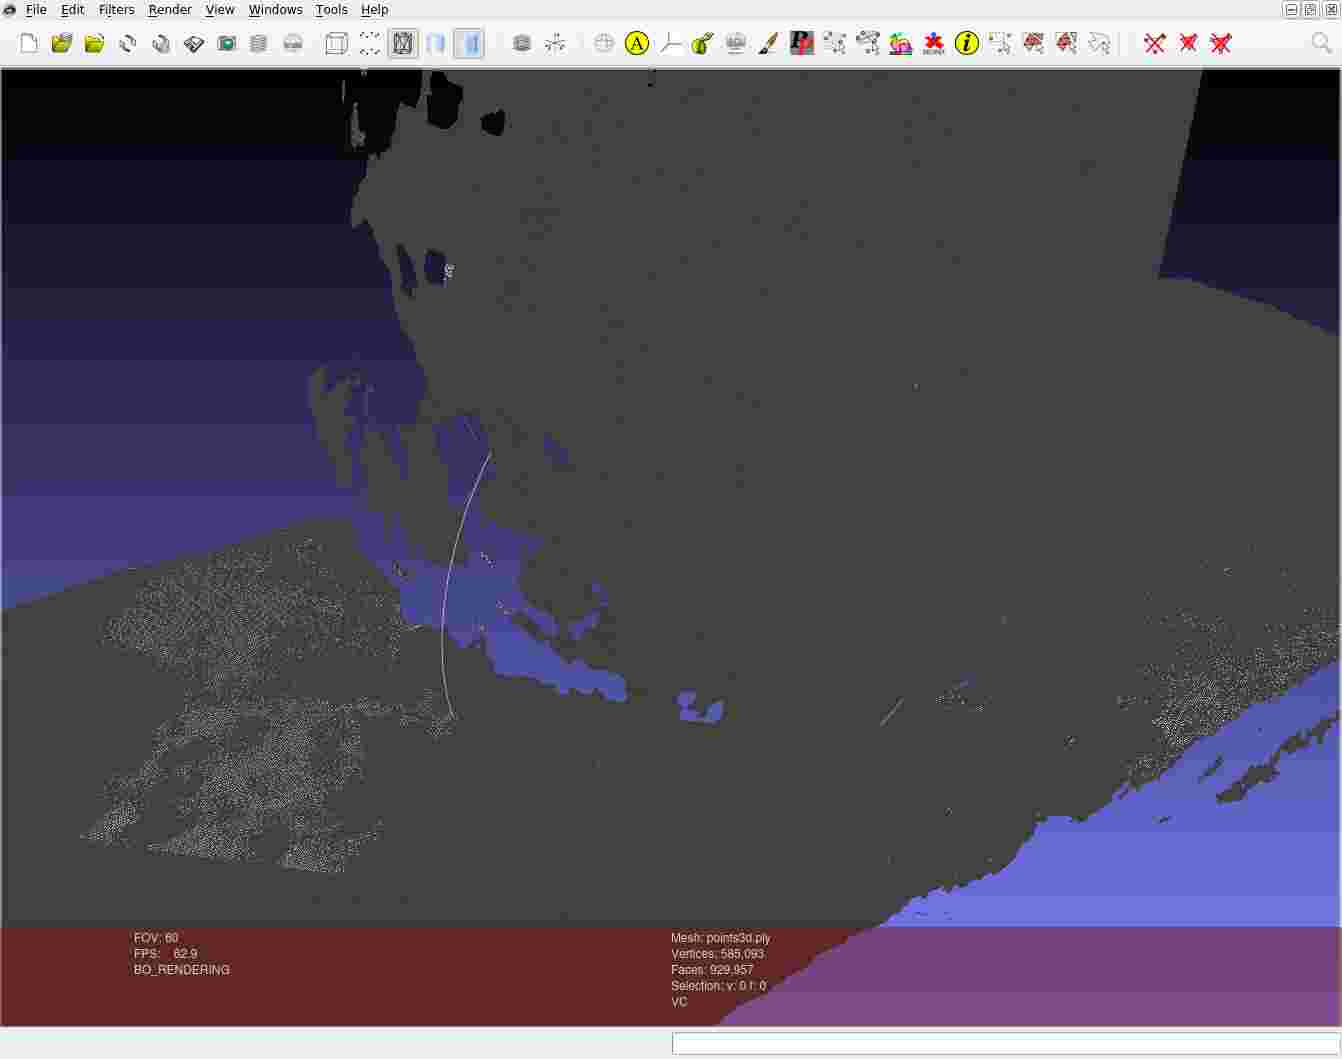 File Edit Filters Render View Windows Tools Help
A
i
FOV: 60
FPS: 62.9
BO_RENDERING
Mesh: points3d.ply
Vertices: 585,093
Faces: 929,957
Selection: v: 0 f: 0
VC